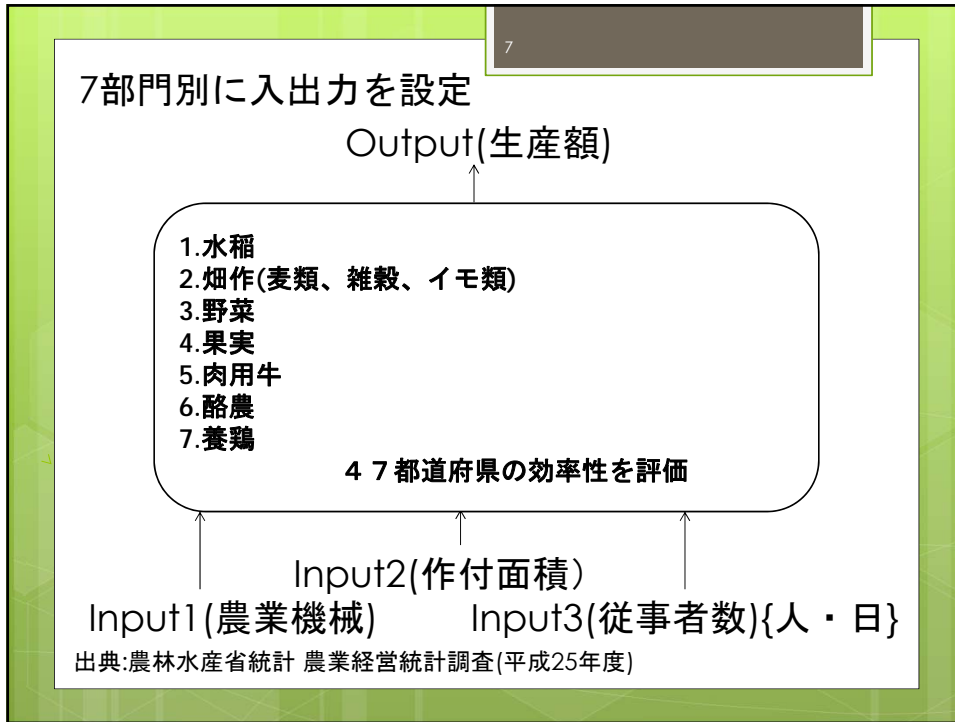 7
7部門別に入出力を設定
Output(生産額)
1.水稲
2.畑作(麦類、雑穀、イモ類)
3.野菜
4.果実
5.肉用牛
6.酪農
7.養鶏
４７都道府県の効率性を評価
7
Input2(作付面積）
Input1(農業機械)
Input3(従事者数){人・日}
出典:農林水産省統計 農業経営統計調査(平成25年度)